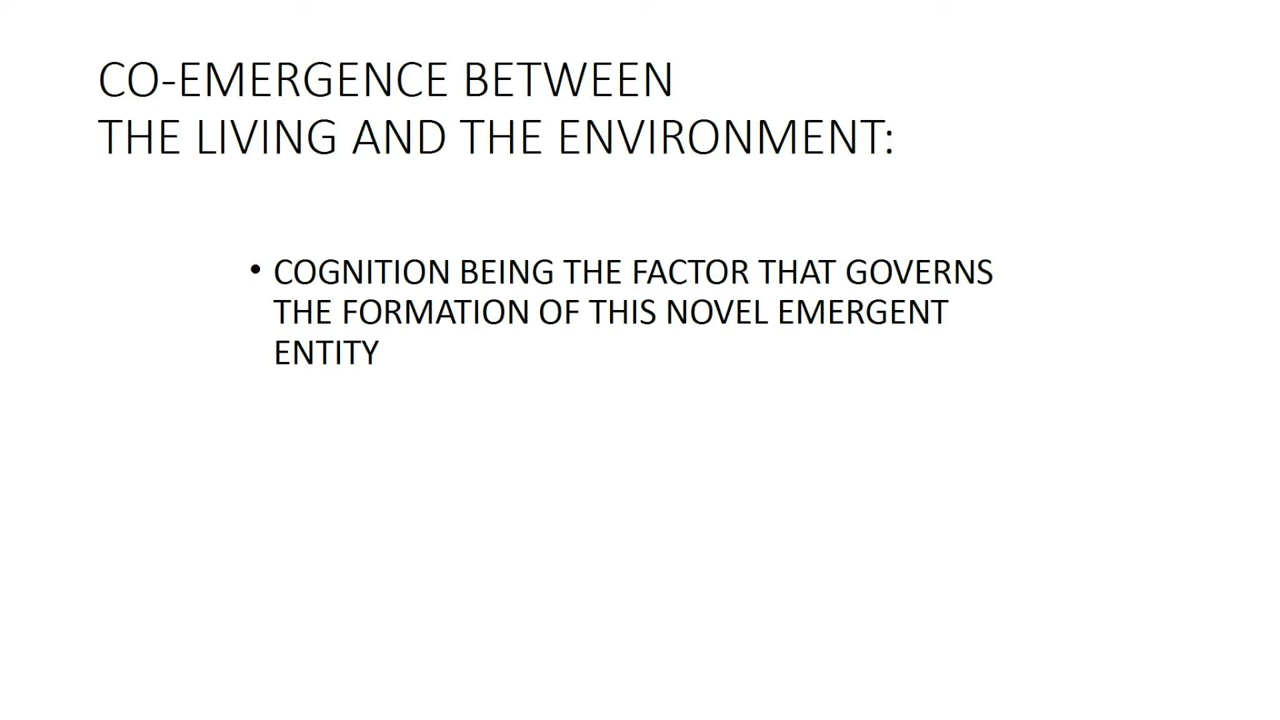 CO-EMERGENCE BETWEEN
THE LIVING AND THE ENVIRONMENT:
• COGNITION BEING THE FACTOR THAT GOVERNS
THE FORMATION OF THIS NOVEL EMERGENT
ENTITY